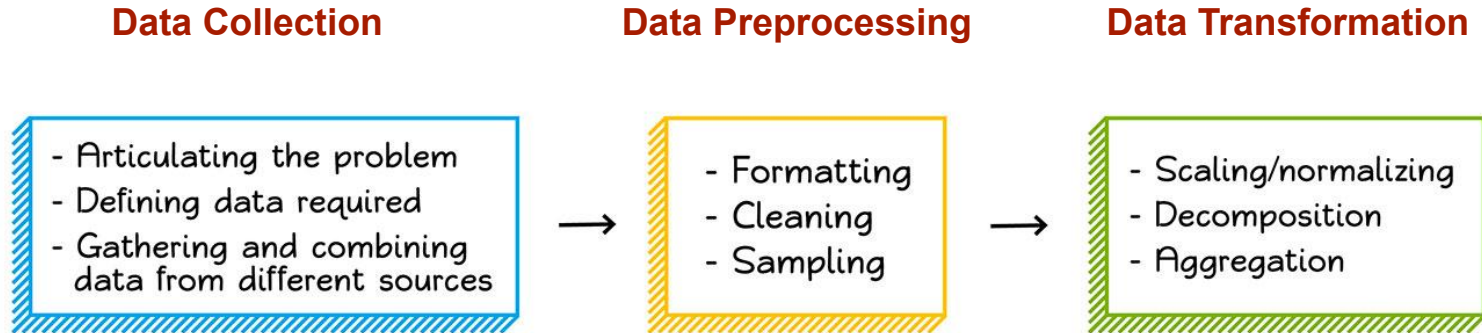 Data Collection
Data Preprocessing
Data Transformation
- Articulating the problem
- Defining data required
- Gathering and combining
data from different sources
- Formatting
- Cleaning
- Sampling
- Scaling/normalizing
- Decomposition
- Aggregation